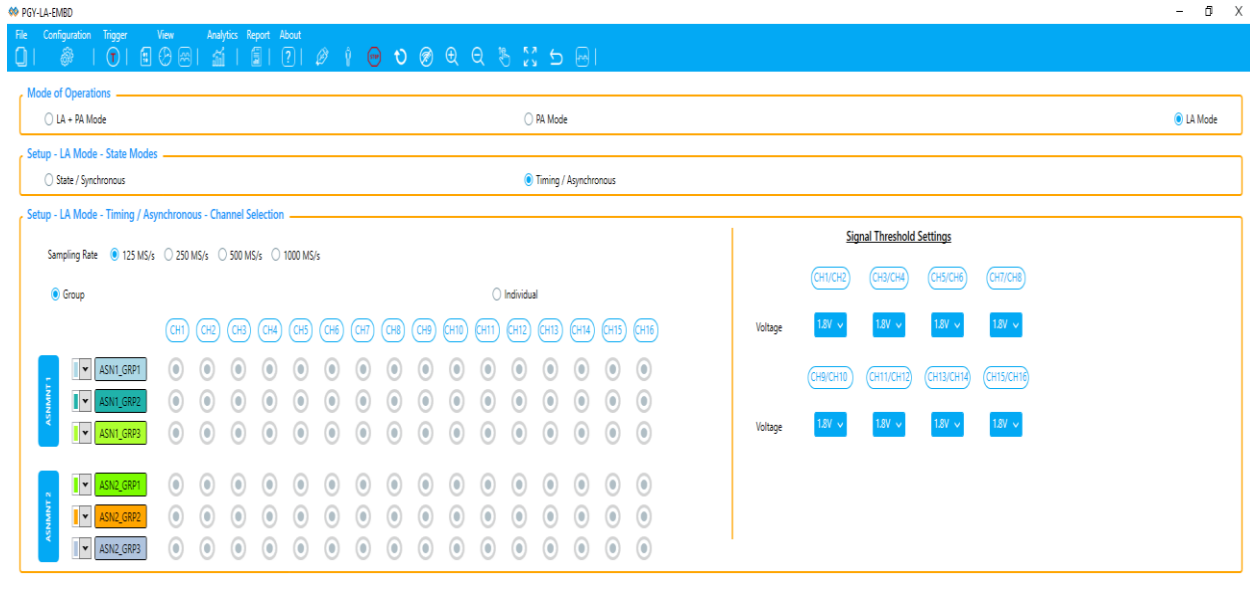 PGY-LA-EMBD
File Configuration Trigger View Analytics Report About
Mode of Operations
LA + PA Mode PA Mode LA Mode
Setup - LA Mode - State Modes
State / Synchronous Timing / Asynchronous
Setup - LA Mode - Timing / Asynchronous - Channel Selection
Sampling Rate 125 MS/s 250 MS/s 500 MS/s 1000 MS/s
Group Individual
CH1 CH2 CH3 CH4 CH5 CH6 CH7 CH8 CH9 CH10 CH11 CH12 CH13 CH14 CH15 CH16
ASNMNT 1
ASN1_GRP1
ASN1_GRP2
ASN1_GRP3
ASNMNT 2
ASN2_GRP1
ASN2_GRP2
ASN2_GRP3
Signal Threshold Settings
CH1/CH2 CH3/CH4 CH5/CH6 CH7/CH8
Voltage 1.8V 1.8V 1.8V 1.8V
CH9/CH10 CH11/CH12 CH13/CH14 CH15/CH16
Voltage 1.8V 1.8V 1.8V 1.8V